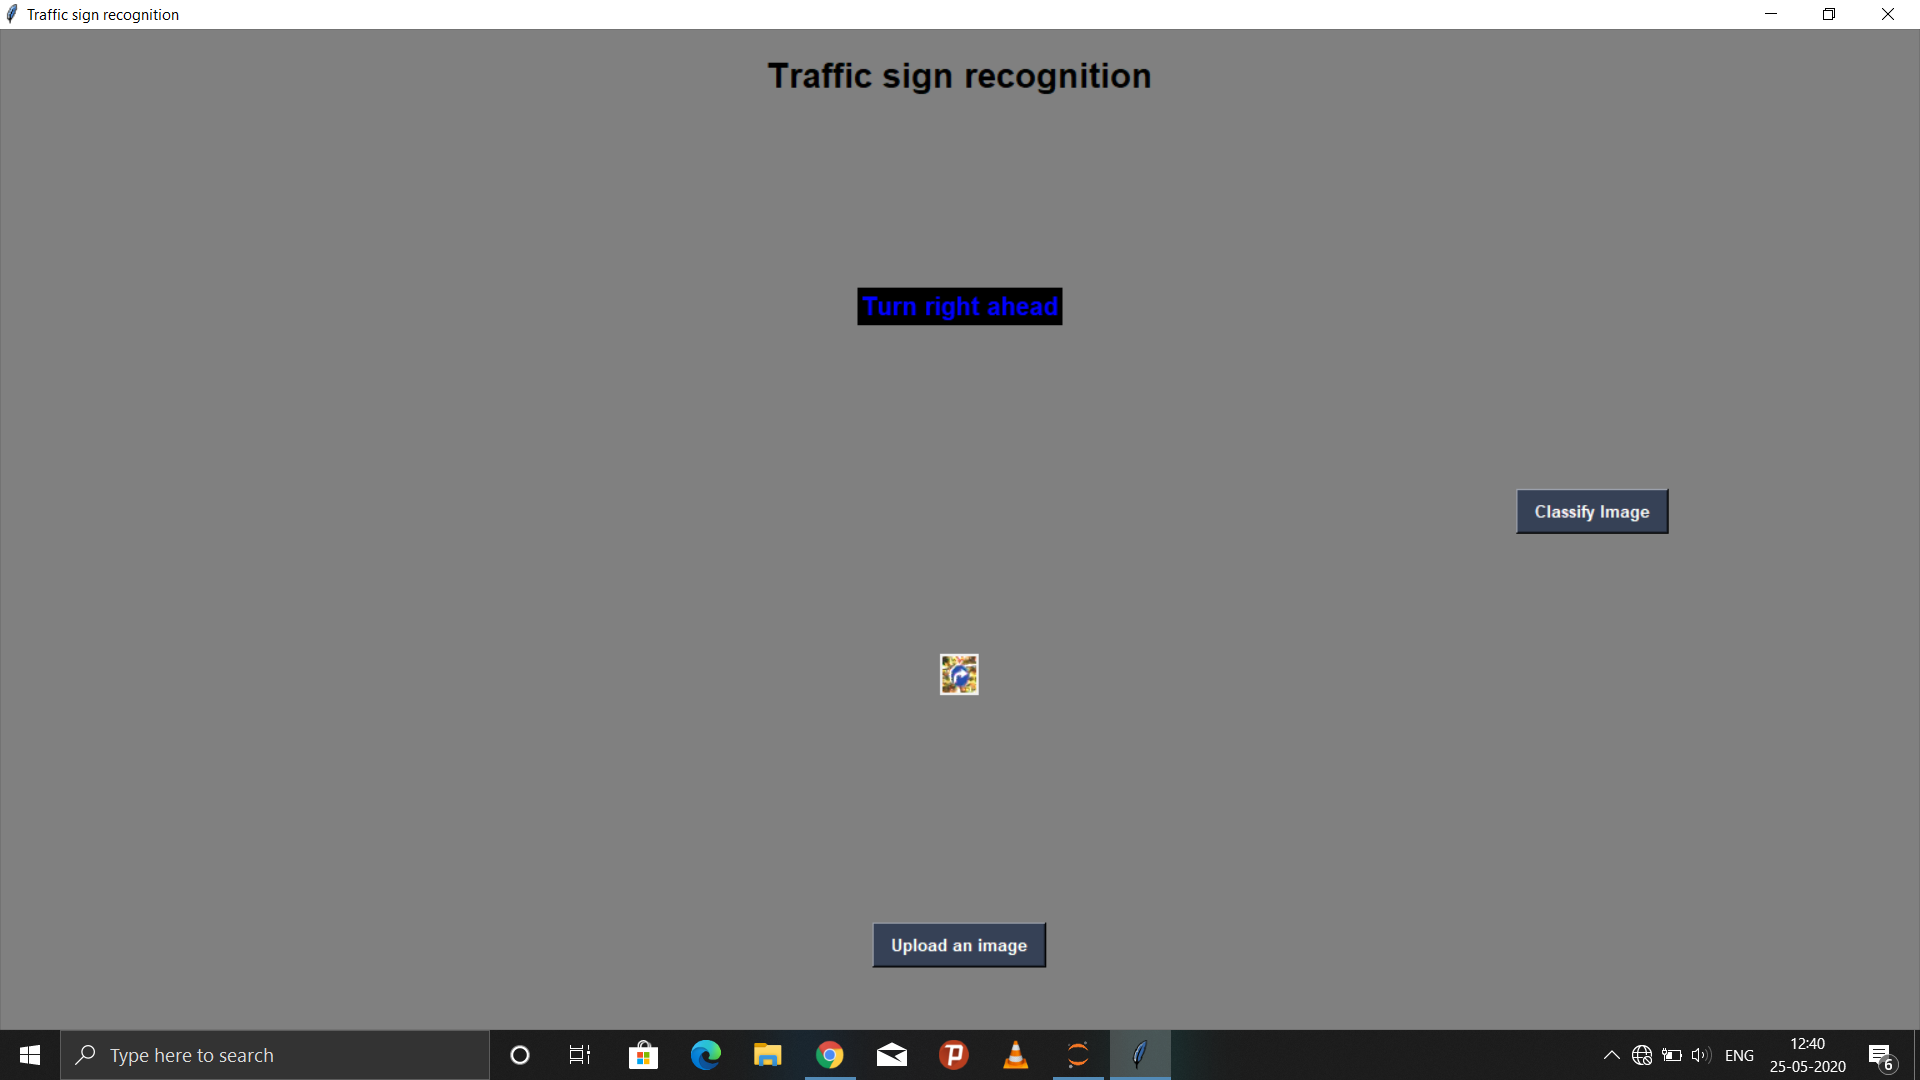 Traffic sign recognition
Traffic sign recognition
Turn right ahead
Classify Image
Upload an image
Type here to search
ENG
12:40
25-05-2020
6